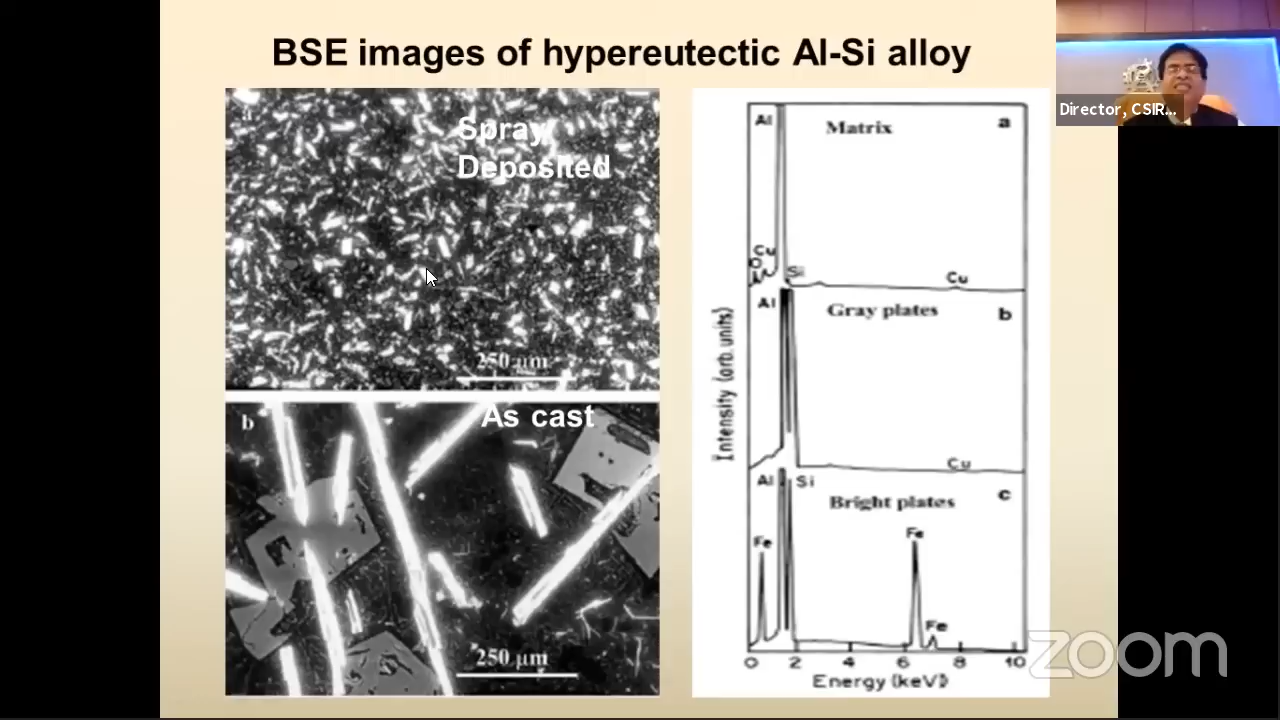 BSE images of hypereutectic Al-Si alloy
Director, CSIR...
a
Spray
Deposited
250 µm
b
As cast
250 µm
Al
Matrix
a
Cu
O
Si
Cu
Al
Gray plates
b
Cu
Al
Si
Bright plates
c
Fe
Fe
Fe
Intensity (orb. units)
0 2 4 6 8 10
Energy (keV)
zoom